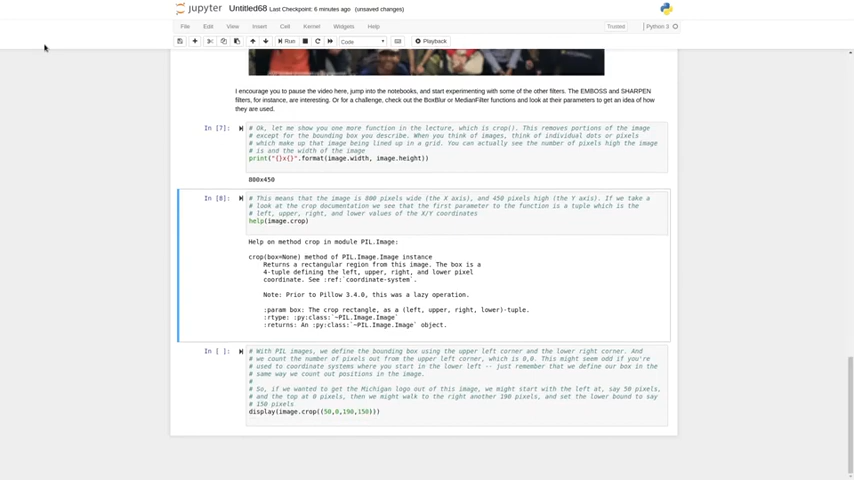 jupyter Untitled68 Last Checkpoint: 6 minutes ago (unsaved changes)
File Edit View Insert Cell Kernel Widgets Help Trusted Python 3
Run Code Playback
I encourage you to pause the video here, jump into the notebooks, and start experimenting with some of the other filters. The EMBOSS and SHARPEN
filters, for instance, are interesting. Or for a challenge, check out the BoxBlur or MedianFilter functions and look at their parameters to get an idea of how
they are used.
In [7]: # Ok, let me show you one more function in the lecture, which is crop(). This removes portions of the image
# except for the bounding box you describe. When you think of images, think of individual dots or pixels
# which make up that image being lined up in a grid. You can actually see the number of pixels high the image
# is and the width of the image
print("{}x{}".format(image.width, image.height))
800x450
In [8]: # This means that the image is 800 pixels wide (the X axis), and 450 pixels high (the Y axis). If we take a
# look at the crop documentation we see that the first parameter to the function is a tuple which is the
# left, upper, right, and lower values of the X/Y coordinates
help(image.crop)
Help on method crop in module PIL.Image:
crop(box=None) method of PIL.Image.Image instance
Returns a rectangular region from this image. The box is a
4-tuple defining the left, upper, right, and lower pixel
coordinate. See :ref:`coordinate-system`.
Note: Prior to Pillow 3.4.0, this was a lazy operation.
:param box: The crop rectangle, as a (left, upper, right, lower)-tuple.
:rtype: :py:class:`~PIL.Image.Image`
:returns: An :py:class:`~PIL.Image.Image` object.
In [ ]: # With PIL images, we define the bounding box using the upper left corner and the lower right corner. And
# we count the number of pixels out from the upper left corner, which is 0,0. This might seem odd if you're
# used to coordinate systems where you start in the lower left -- just remember that we define our box in the
# same way we count out positions in the image.
#
# So, if we wanted to get the Michigan logo out of this image, we might start with the left at, say 50 pixels,
# and the top at 0 pixels, then we might walk to the right another 190 pixels, and set the lower bound to say
# 150 pixels
display(image.crop((50,0,190,150)))